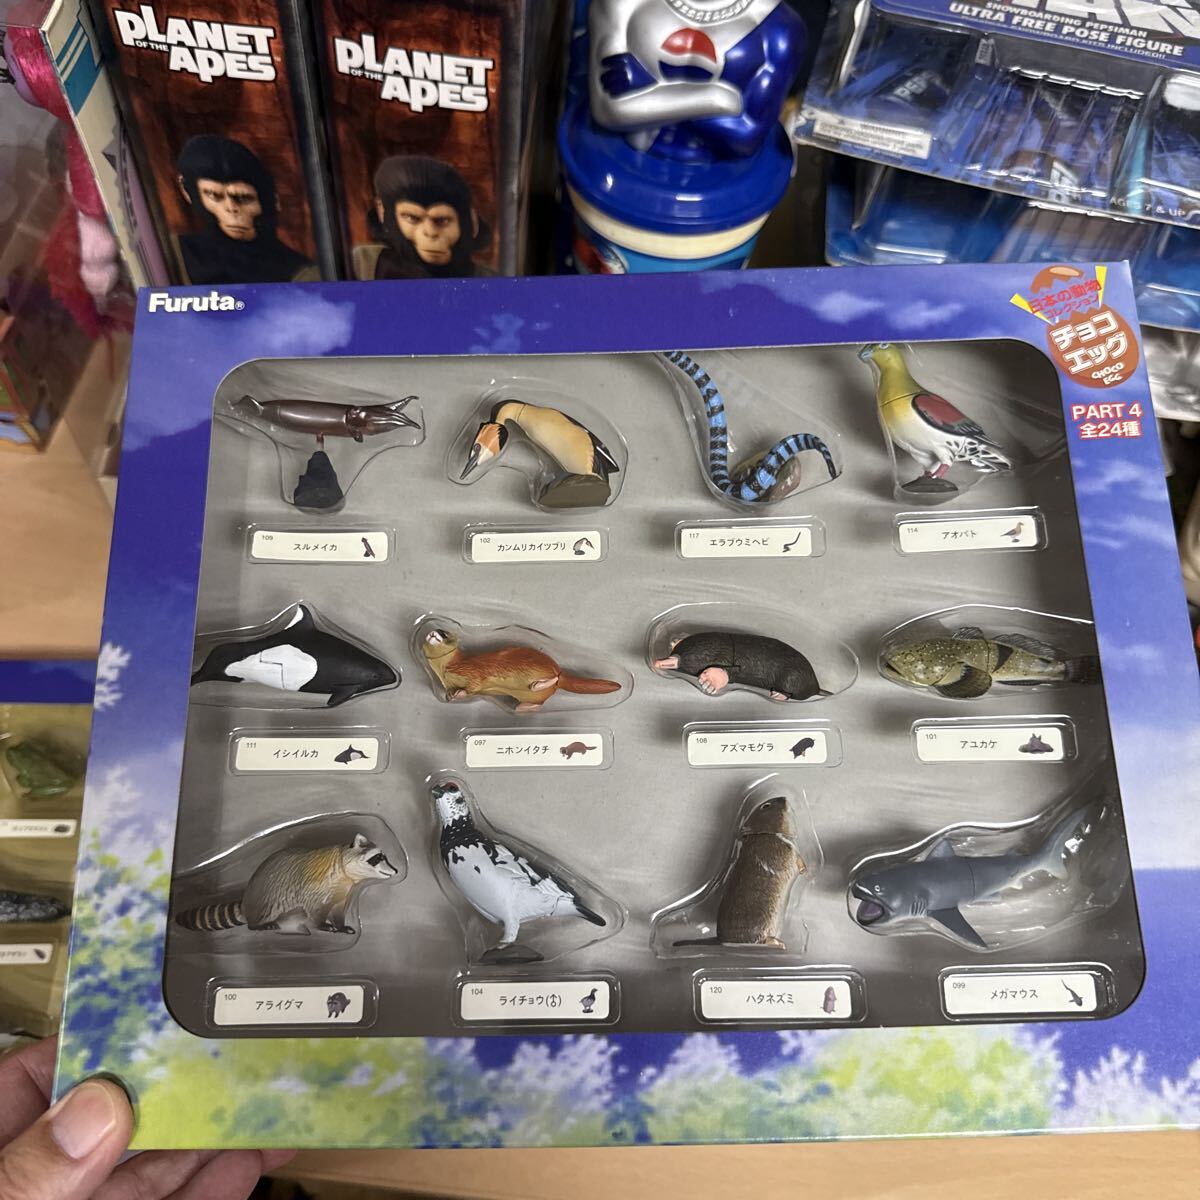 PLANET
OF THE
APES
PLANET
OF THE
APES
SNOWBOARDING PEPSIMAN
ULTRA FREE POSE FIGURE
WARNING
AGES 7 & UP
Furuta®
日本の動物
コレクション
チョコ
エッグ
CHOCO
EGG
PART 4
全24種
109
スルメイカ
102
カンムリカイツブリ
117
エラブウミヘビ
114
アオバト
111
イシイルカ
097
ニホンイタチ
108
アズマモグラ
101
アユカケ
100
アライグマ
104
ライチョウ(♂)
120
ハタネズミ
099
メガマウス